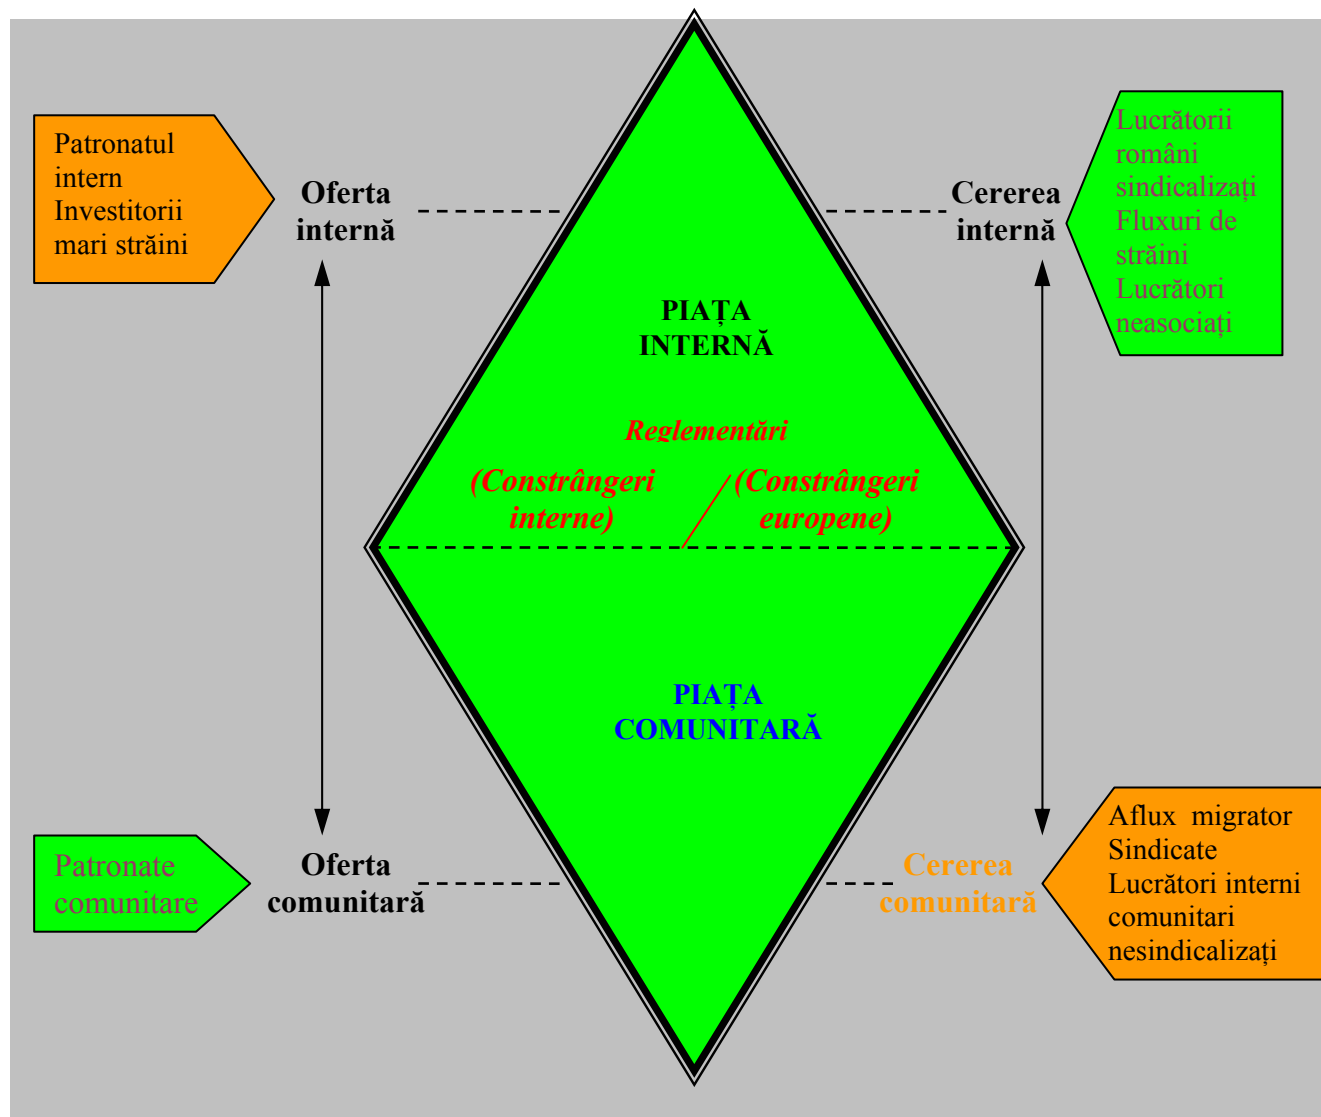 Patronatul
intern
Investitorii
mari străini
Oferta
internă
Cererea
internă
Lucrătorii
români
sindicalizați
Fluxuri de
străini
Lucrători
neasociați
PIAȚA
INTERNĂ
Reglementări
(Constrângeri
interne)
(Constrângeri
europene)
PIAȚA
COMUNITARĂ
Patronate
comunitare
Oferta
comunitară
Cererea
comunitară
Aflux migrator
Sindicate
Lucrători interni
comunitari
nesindicalizați